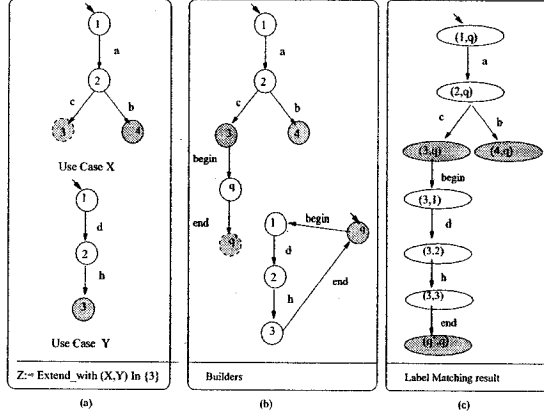 1
a
2
c
b
3
4
Use Case X
1
d
2
h
3
Use Case Y
Z:= Extend_with (X,Y) In {3}
(a)
1
a
2
c
b
3
4
begin
q
end
q'
1
begin
q
d
2
end
h
3
Builders
(b)
(1,q)
a
(2,q)
c
b
(3,q)
(4,q)
begin
(3,1)
d
(3,2)
h
(3,3)
end
(q',q)
Label Matching result
(c)